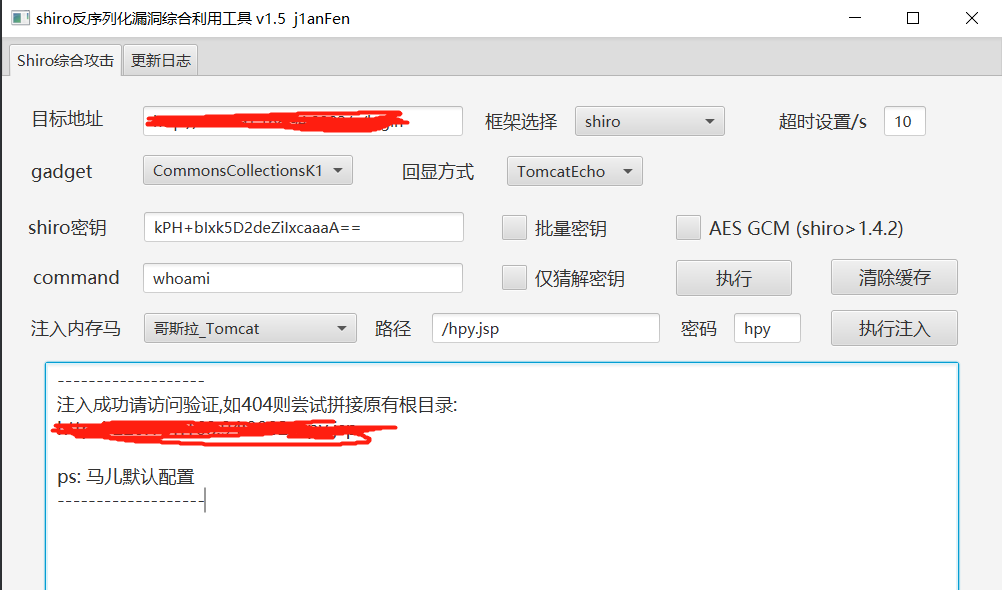 shiro反序列化漏洞综合利用工具 v1.5 j1anFen
Shiro综合攻击 更新日志
目标地址 框架选择 shiro 超时设置/s 10
gadget CommonsCollectionsK1 回显方式 TomcatEcho
shiro密钥 kPH+bIxk5D2deZiIxcaaaA== 批量密钥 AES GCM (shiro>1.4.2)
command whoami 仅猜解密钥 执行 清除缓存
注入内存马 哥斯拉_Tomcat 路径 /hpy.jsp 密码 hpy 执行注入
-------------------
注入成功请访问验证,如404则尝试拼接原有根目录:
ps: 马儿默认配置
-------------------